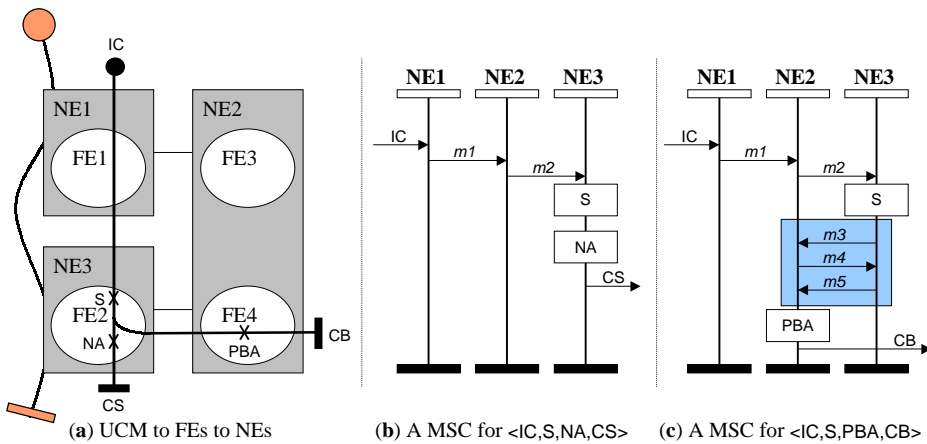 IC
NE1
NE2
FE1
FE3
NE3
S
FE2
FE4
NA
PBA
CB
CS
(a) UCM to FEs to NEs
NE1 NE2 NE3
IC
m1
m2
S
NA
CS
(b) A MSC for <IC,S,NA,CS>
NE1 NE2 NE3
IC
m1
m2
S
m3
m4
m5
PBA
CB
(c) A MSC for <IC,S,PBA,CB>